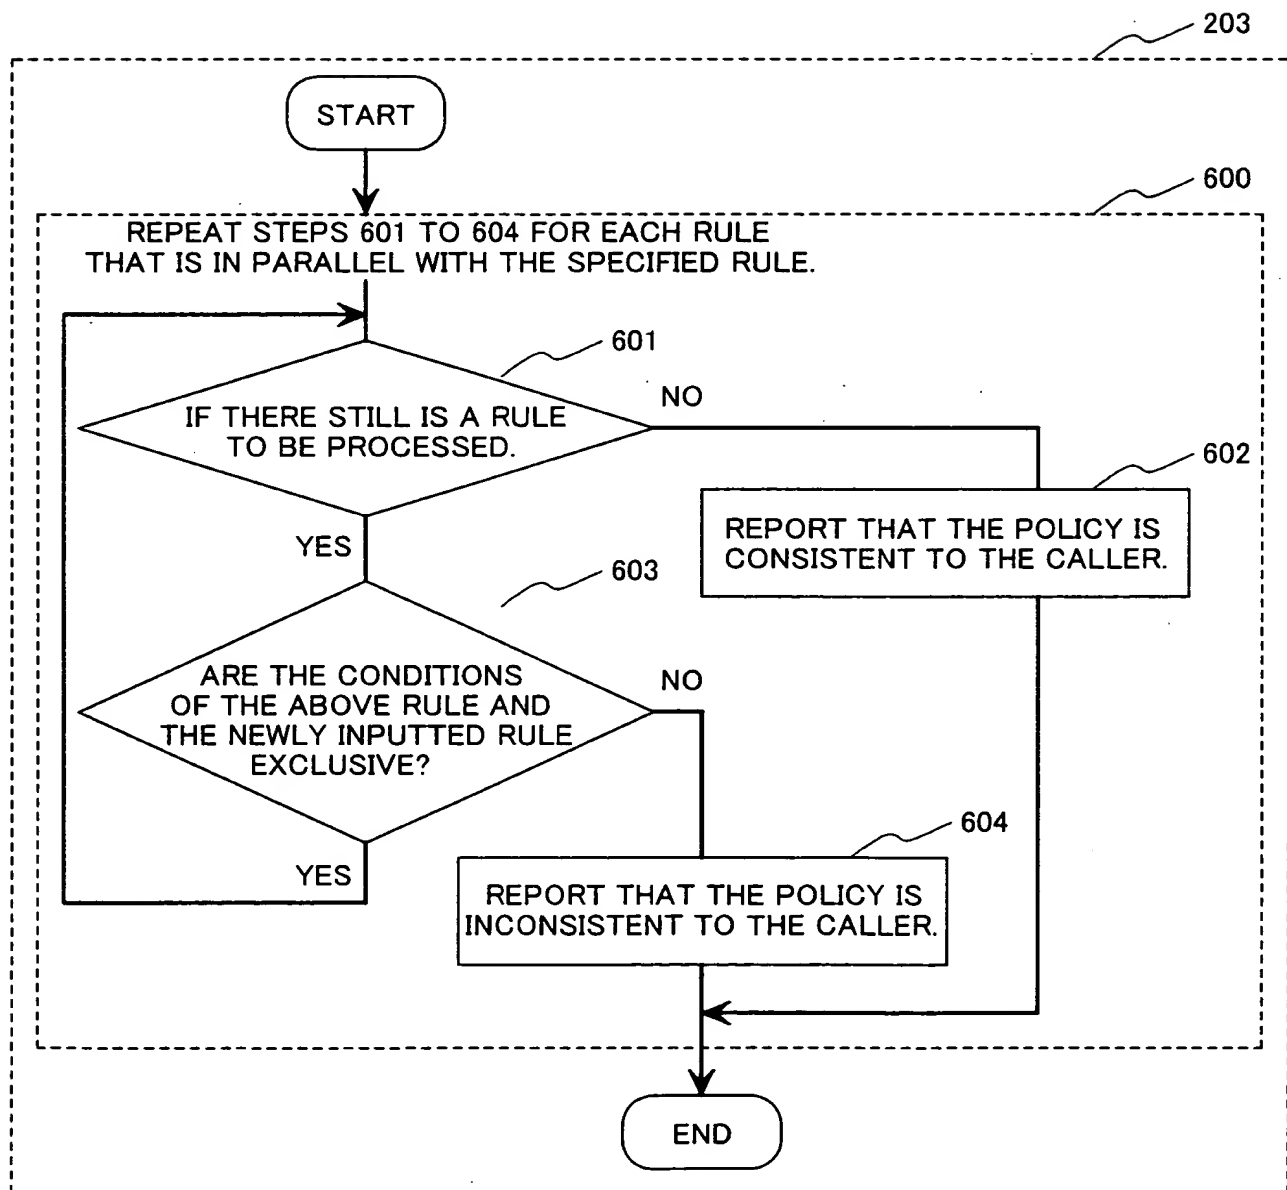 203
START
600
REPEAT STEPS 601 TO 604 FOR EACH RULE
THAT IS IN PARALLEL WITH THE SPECIFIED RULE.
601
IF THERE STILL IS A RULE
TO BE PROCESSED.
NO
602
REPORT THAT THE POLICY IS
CONSISTENT TO THE CALLER.
YES
603
ARE THE CONDITIONS
OF THE ABOVE RULE AND
THE NEWLY INPUTTED RULE
EXCLUSIVE?
NO
604
YES
REPORT THAT THE POLICY IS
INCONSISTENT TO THE CALLER.
END